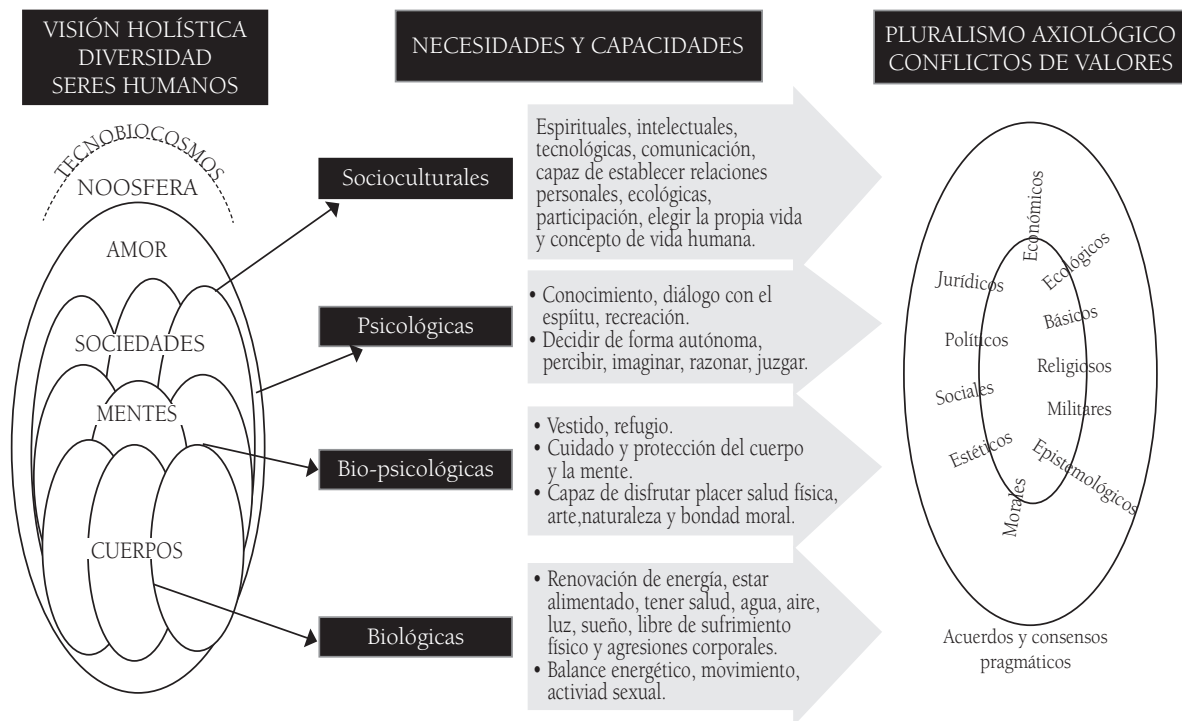 VISIÓN HOLÍSTICA
DIVERSIDAD
SERES HUMANOS
NECESIDADES Y CAPACIDADES
PLURALISMO AXIOLÓGICO
CONFLICTOS DE VALORES
TECNOBIOCOSMOS
NOOSFERA
AMOR
SOCIEDADES
MENTES
CUERPOS
Socioculturales
Espirituales, intelectuales,
tecnológicas, comunicación,
capaz de establecer relaciones
personales, ecológicas,
participación, elegir la propia vida
y concepto de vida humana.
Psicológicas
• Conocimiento, diálogo con el
espíitu, recreación.
• Decidir de forma autónoma,
percibir, imaginar, razonar, juzgar.
Bio-psicológicas
• Vestido, refugio.
• Cuidado y protección del cuerpo
y la mente.
• Capaz de disfrutar placer salud física,
arte,naturaleza y bondad moral.
Biológicas
• Renovación de energía, estar
alimentado, tener salud, agua, aire,
luz, sueño, libre de sufrimiento
físico y agresiones corporales.
• Balance energético, movimiento,
activiad sexual.
Económicos
Ecológicos
Jurídicos
Básicos
Políticos
Religiosos
Sociales
Militares
Estéticos
Epistemológicos
Morales
Acuerdos y consensos
pragmáticos